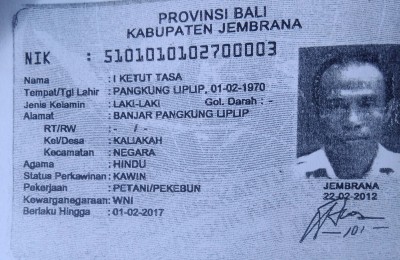 PROVINSI BALI
KABUPATEN JEMBRANA
NIK : 5101010102700003
Nama : I KETUT TASA
Tempat/Tgl Lahir : PANGKUNG LIPLIP, 01-02-1970
Jenis Kelamin : LAKI-LAKI Gol. Darah : -
Alamat : BANJAR PANGKUNG LIPLIP
RT/RW : - / -
Kel/Desa : KALIAKAH
Kecamatan : NEGARA
Agama : HINDU
Status Perkawinan : KAWIN
Pekerjaan : PETANI/PEKEBUN
Kewarganegaraan : WNI
Berlaku Hingga : 01-02-2017
JEMBRANA
22-02-2012